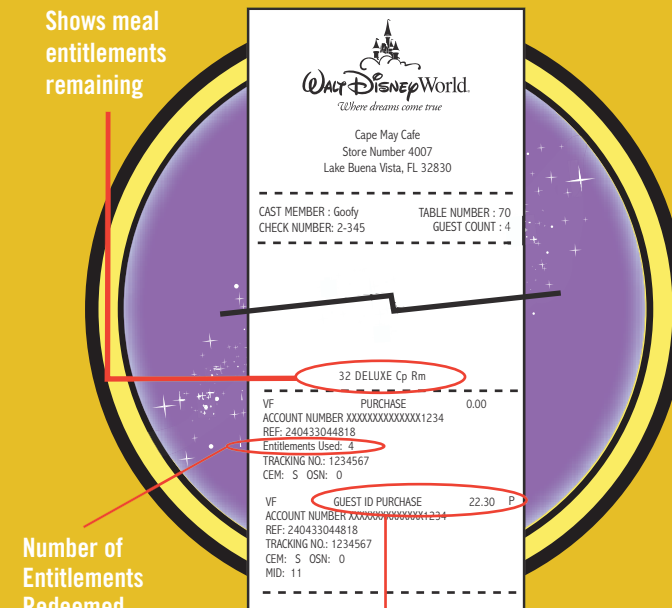 Shows meal
entitlements
remaining
WALT DISNEY World.
Where dreams come true
Cape May Cafe
Store Number 4007
Lake Buena Vista, FL 32830
CAST MEMBER : Goofy TABLE NUMBER : 70
CHECK NUMBER: 2-345 GUEST COUNT : 4
32 DELUXE Cp Rm
VF PURCHASE 0.00
ACCOUNT NUMBER XXXXXXXXXXXXXX1234
REF: 240433044818
Entitlements Used: 4
TRACKING NO.: 1234567
CEM: S OSN: 0
VF GUEST ID PURCHASE 22.30 P
ACCOUNT NUMBER XXXXXXXXXXXXXX1234
REF: 240433044818
TRACKING NO.: 1234567
CEM: S OSN: 0
MID: 11
Number of
Entitlements
Redeemed